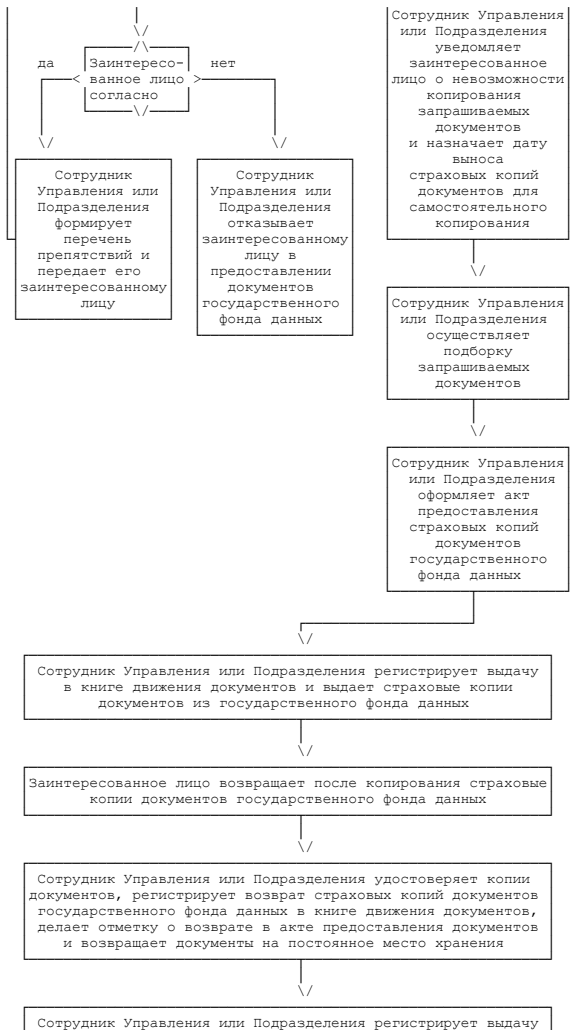 да
Заинтересо-
ванное лицо
согласно
нет
Сотрудник
Управления или
Подразделения
формирует
перечень
препятствий и
передает его
заинтересованному
лицу
Сотрудник
Управления или
Подразделения
отказывает
заинтересованному
лицу в
предоставлении
документов
государственного
фонда данных
Сотрудник Управления
или Подразделения
уведомляет
заинтересованное
лицо о невозможности
копирования
запрашиваемых
документов
и назначает дату
выноса
страховых копий
документов для
самостоятельного
копирования
Сотрудник Управления
или Подразделения
осуществляет
подборку
запрашиваемых
документов
Сотрудник Управления
или Подразделения
оформляет акт
предоставления
страховых копий
документов
государственного
фонда данных
Сотрудник Управления или Подразделения регистрирует выдачу
в книге движения документов и выдает страховые копии
документов из государственного фонда данных
Заинтересованное лицо возвращает после копирования страховые
копии документов государственного фонда данных
Сотрудник Управления или Подразделения удостоверяет копии
документов, регистрирует возврат страховых копий документов
государственного фонда данных в книге движения документов,
делает отметку о возврате в акте предоставления документов
и возвращает документы на постоянное место хранения
Сотрудник Управления или Подразделения регистрирует выдачу